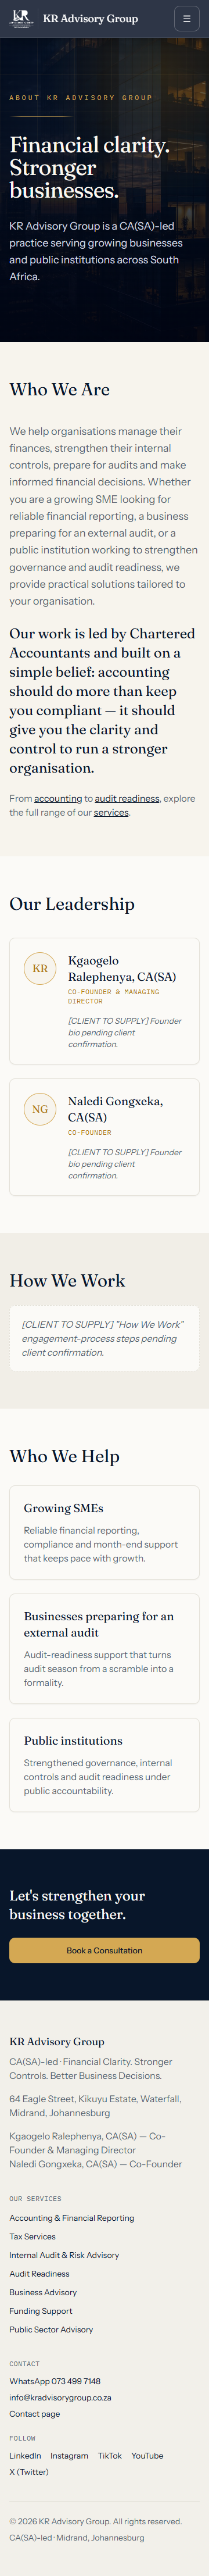 KR Advisory Group
ABOUT KR ADVISORY GROUP
Financial clarity.
Stronger
businesses.
KR Advisory Group is a CA(SA)-led
practice serving growing businesses
and public institutions across South
Africa.
Who We Are
We help organisations manage their
finances, strengthen their internal
controls, prepare for audits and make
informed financial decisions. Whether
you are a growing SME looking for
reliable financial reporting, a business
preparing for an external audit, or a
public institution working to strengthen
governance and audit readiness, we
provide practical solutions tailored to
your organisation.
Our work is led by Chartered
Accountants and built on a
simple belief: accounting
should do more than keep
you compliant — it should
give you the clarity and
control to run a stronger
organisation.
From accounting to audit readiness, explore
the full range of our services.
Our Leadership
KR
Kgaogelo
Ralephenya, CA(SA)
CO-FOUNDER & MANAGING
DIRECTOR
[CLIENT TO SUPPLY] Founder
bio pending client
confirmation.
NG
Naledi Gongxeka,
CA(SA)
CO-FOUNDER
[CLIENT TO SUPPLY] Founder
bio pending client
confirmation.
How We Work
[CLIENT TO SUPPLY] "How We Work"
engagement-process steps pending
client confirmation.
Who We Help
Growing SMEs
Reliable financial reporting,
compliance and month-end support
that keeps pace with growth.
Businesses preparing for an
external audit
Audit-readiness support that turns
audit season from a scramble into a
formality.
Public institutions
Strengthened governance, internal
controls and audit readiness under
public accountability.
Let's strengthen your
business together.
Book a Consultation
KR Advisory Group
CA(SA)-led · Financial Clarity. Stronger
Controls. Better Business Decisions.
64 Eagle Street, Kikuyu Estate, Waterfall,
Midrand, Johannesburg
Kgaogelo Ralephenya, CA(SA) — Co-
Founder & Managing Director
Naledi Gongxeka, CA(SA) — Co-Founder
OUR SERVICES
Accounting & Financial Reporting
Tax Services
Internal Audit & Risk Advisory
Audit Readiness
Business Advisory
Funding Support
Public Sector Advisory
CONTACT
WhatsApp 073 499 7148
info@kradvisorygroup.co.za
Contact page
FOLLOW
LinkedIn Instagram TikTok YouTube
X (Twitter)
© 2026 KR Advisory Group. All rights reserved.
CA(SA)-led · Midrand, Johannesburg